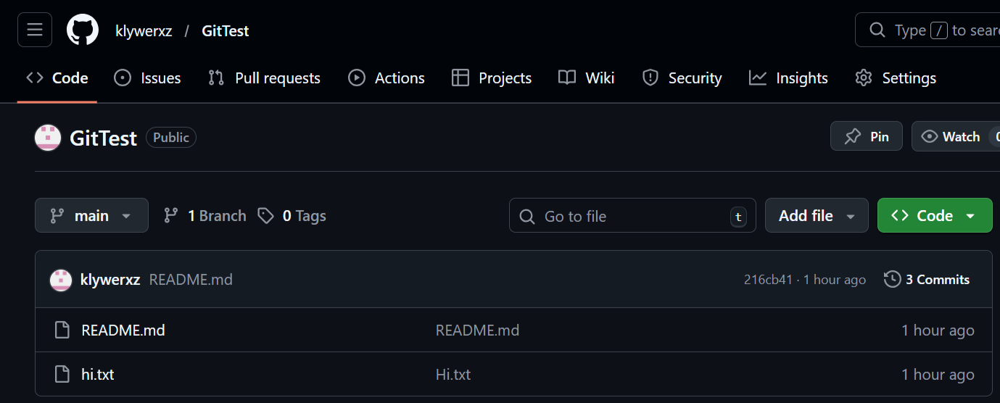 klywerxz / GitTest Type / to sear
Code Issues Pull requests Actions Projects Wiki Security Insights Settings
GitTest Public Pin Watch 0
main 1 Branch 0 Tags Go to file t Add file Code
klywerxz README.md 216cb41 · 1 hour ago 3 Commits
README.md README.md 1 hour ago
hi.txt Hi.txt 1 hour ago